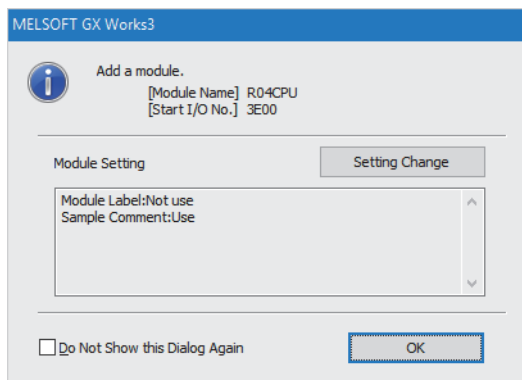 MELSOFT GX Works3
Add a module.
[Module Name] R04CPU
[Start I/O No.] 3E00
Module Setting
Setting Change
Module Label:Not use
Sample Comment:Use
Do Not Show this Dialog Again
OK